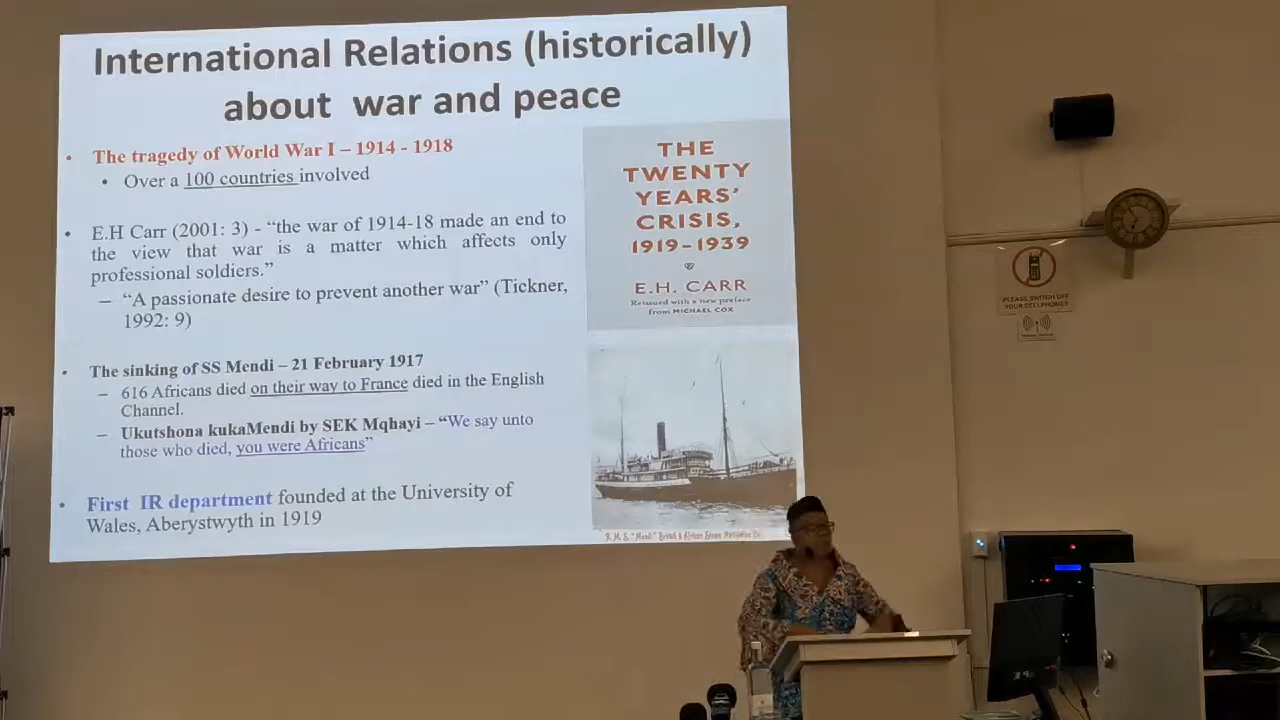 International Relations (historically)
about war and peace
• The tragedy of World War I – 1914 - 1918
• Over a 100 countries involved
• E.H Carr (2001: 3) - “the war of 1914-18 made an end to
the view that war is a matter which affects only
professional soldiers.”
– “A passionate desire to prevent another war” (Tickner,
1992: 9)
• The sinking of SS Mendi – 21 February 1917
– 616 Africans died on their way to France died in the English
Channel.
– Ukutshona kukaMendi by SEK Mqhayi – “We say unto
those who died, you were Africans”
• First IR department founded at the University of
Wales, Aberystwyth in 1919
THE
TWENTY
YEARS’
CRISIS,
1919–1939
E.H. CARR
Reissued with a new preface
from MICHAEL COX
R. M. S. "Mendi" British & African Steam Navigation Co.
PLEASE SWITCH OFF
YOUR CELLPHONES